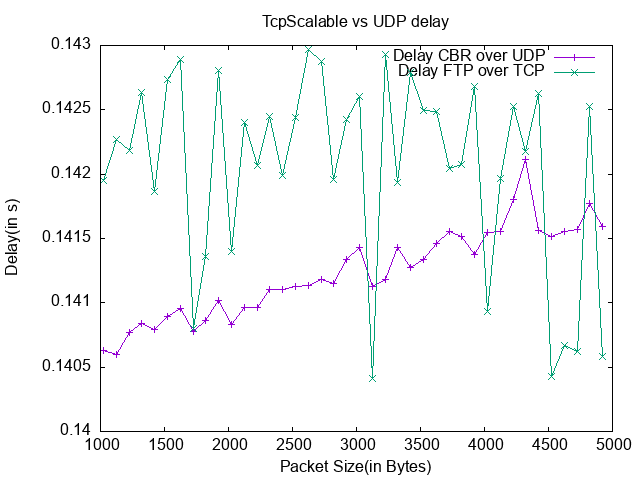 TcpScalable vs UDP delay
0.143
0.1425
0.142
0.1415
0.141
0.1405
0.14
Delay(in s)
Delay CBR over UDP
Delay FTP over TCP
1000 1500 2000 2500 3000 3500 4000 4500 5000
Packet Size(in Bytes)